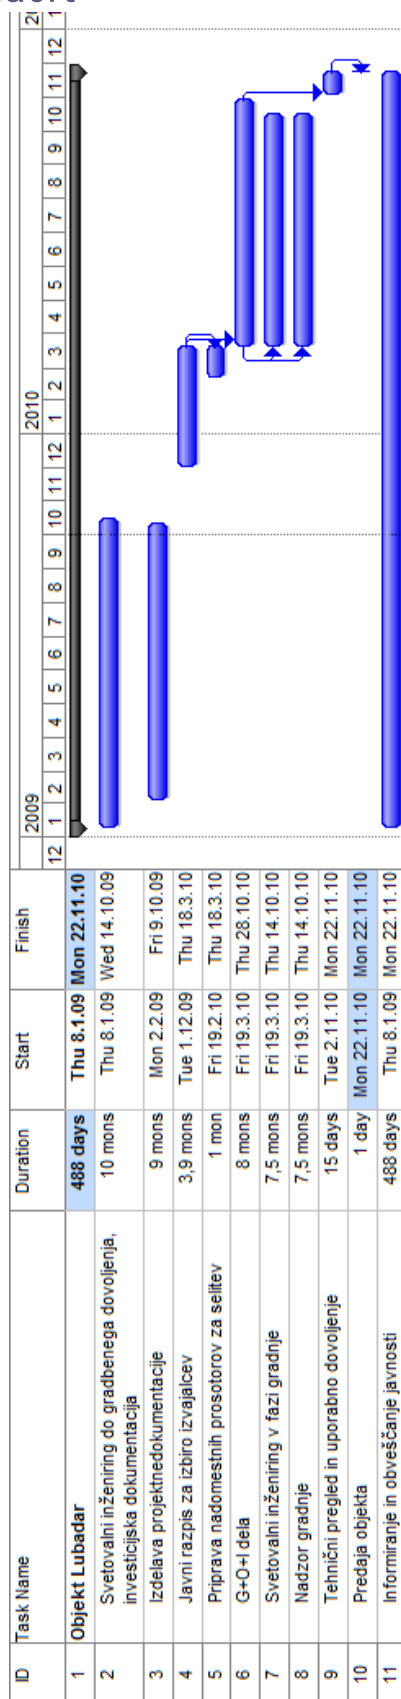 ID Task Name Duration Start Finish
2009 2010
12 1 2 3 4 5 6 7 8 9 10 11 12 1 2 3 4 5 6 7 8 9 10 11 12
1 Objekt Lubadar 488 days Thu 8.1.09 Mon 22.11.10
2 Svetovalni inženiring do gradbenega dovoljenja, 10 mons Thu 8.1.09 Wed 14.10.09
investicijska dokumentacija
3 Izdelava projektnedokumentacije 9 mons Mon 2.2.09 Fri 9.10.09
4 Javni razpis za izbiro izvajalcev 3,9 mons Tue 1.12.09 Thu 18.3.10
5 Priprava nadomestnih prosotorov za selitev 1 mon Fri 19.2.10 Thu 18.3.10
6 G+O+I dela 8 mons Fri 19.3.10 Thu 28.10.10
7 Svetovalni inženiring v fazi gradnje 7,5 mons Fri 19.3.10 Thu 14.10.10
8 Nadzor gradnje 7,5 mons Fri 19.3.10 Thu 14.10.10
9 Tehnični pregled in uporabno dovoljenje 15 days Tue 2.11.10 Mon 22.11.10
10 Predaja objekta 1 day Mon 22.11.10 Mon 22.11.10
11 Informiranje in obveščanje javnosti 488 days Thu 8.1.09 Mon 22.11.10